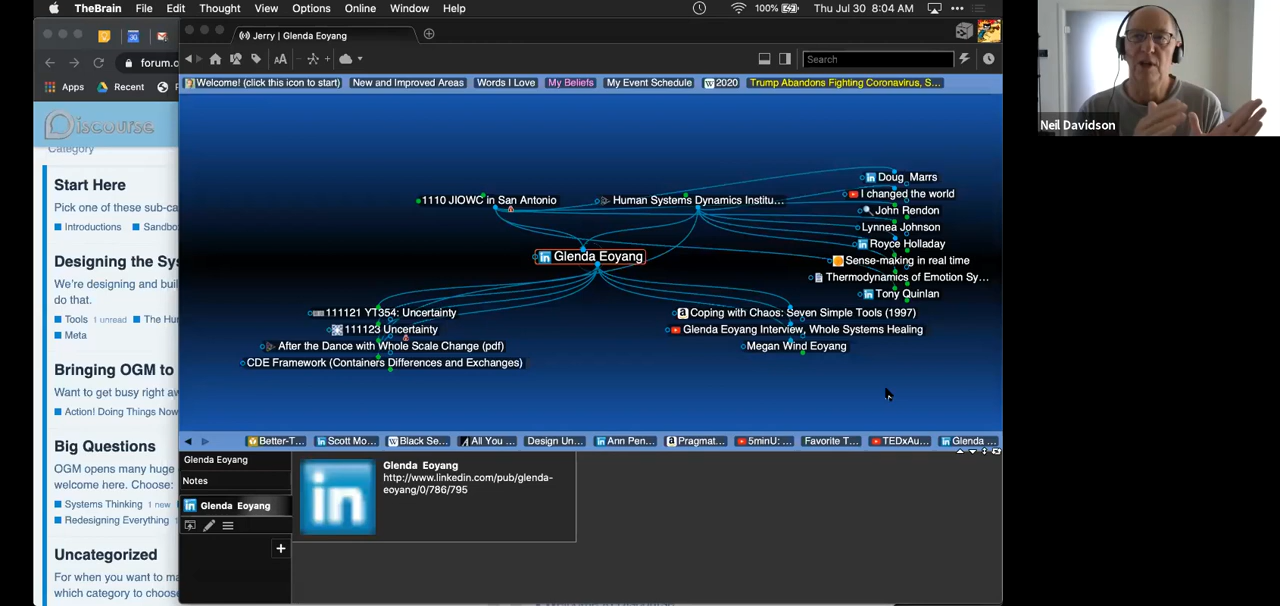 TheBrain File Edit Thought View Options Online Window Help
100% Thu Jul 30 8:04 AM
Jerry | Glenda Eoyang
forum.o
Search
Apps Recent
Welcome! (click this icon to start) New and Improved Areas Words I Love My Beliefs My Event Schedule 2020 Trump Abandons Fighting Coronavirus, S...
Discourse
Category
Start Here
Pick one of these sub-ca
Introductions Sandbo
Designing the Sys
We're designing and buil
do that.
Tools 1 unread The Hu
Meta
Bringing OGM to
Want to get busy right aw
Action! Doing Things Now
Big Questions
OGM opens many huge
welcome here. Choose:
Systems Thinking 1 new
Redesigning Everything
Uncategorized
For when you want to ma
which category to choose
1110 JIOWC in San Antonio
Human Systems Dynamics Institu...
Glenda Eoyang
Doug Marrs
I changed the world
John Rendon
Lynnea Johnson
Royce Holladay
Sense-making in real time
Thermodynamics of Emotion Sy...
Tony Quinlan
111121 YT354: Uncertainty
111123 Uncertainty
After the Dance with Whole Scale Change (pdf)
CDE Framework (Containers Differences and Exchanges)
Coping with Chaos: Seven Simple Tools (1997)
Glenda Eoyang Interview, Whole Systems Healing
Megan Wind Eoyang
Better-T... Scott Mo... Black Se... All You ... Design Un... Ann Pen... Pragmat... 5minU: ... Favorite T... TEDxAu... Glenda ...
Glenda Eoyang
Notes
Glenda Eoyang
in
Glenda Eoyang
http://www.linkedin.com/pub/glenda-
eoyang/0/786/795
Neil Davidson